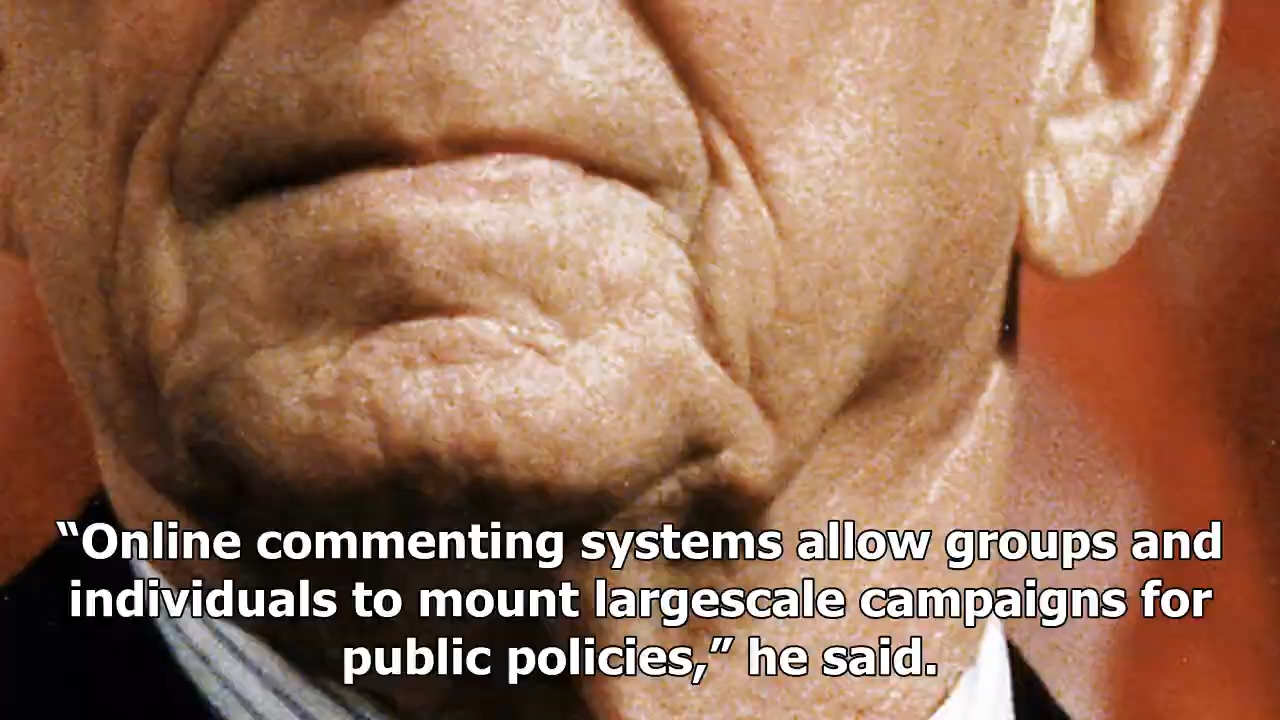 “Online commenting systems allow groups and
individuals to mount largescale campaigns for
public policies,” he said.